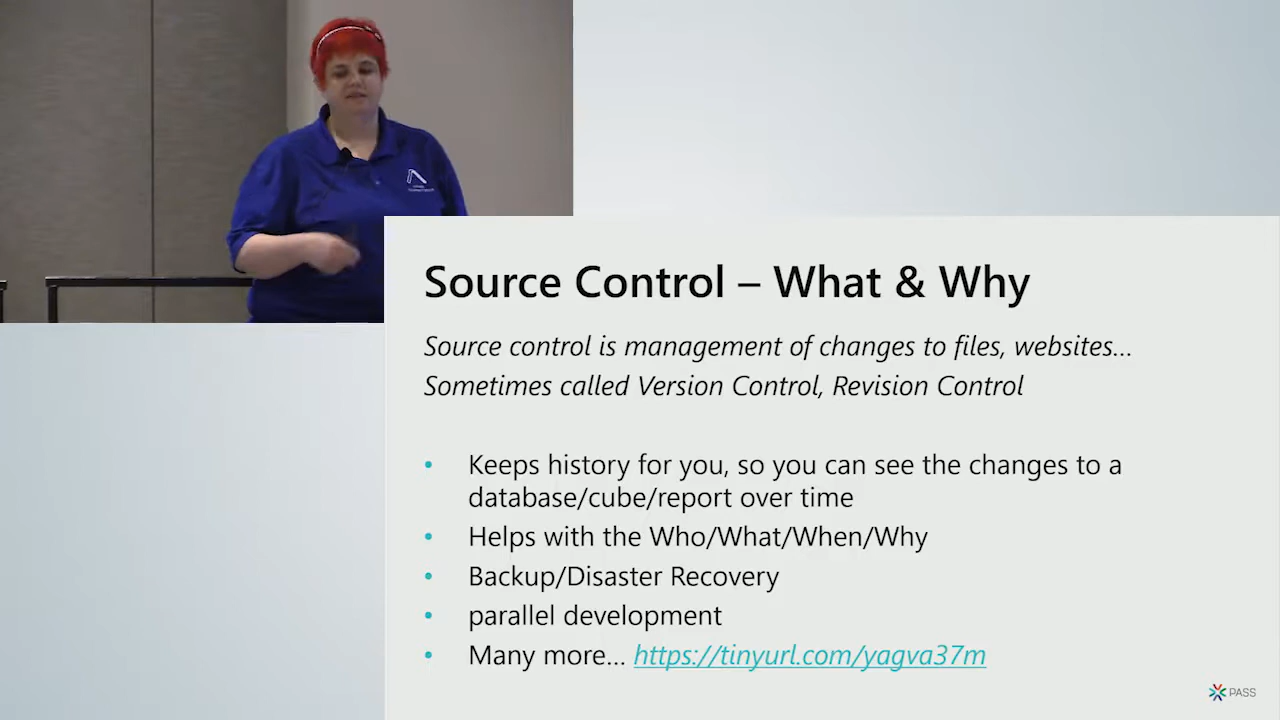 Source Control – What & Why
Source control is management of changes to files, websites…
Sometimes called Version Control, Revision Control
• Keeps history for you, so you can see the changes to a
database/cube/report over time
• Helps with the Who/What/When/Why
• Backup/Disaster Recovery
• parallel development
• Many more… https://tinyurl.com/yagva37m
PASS